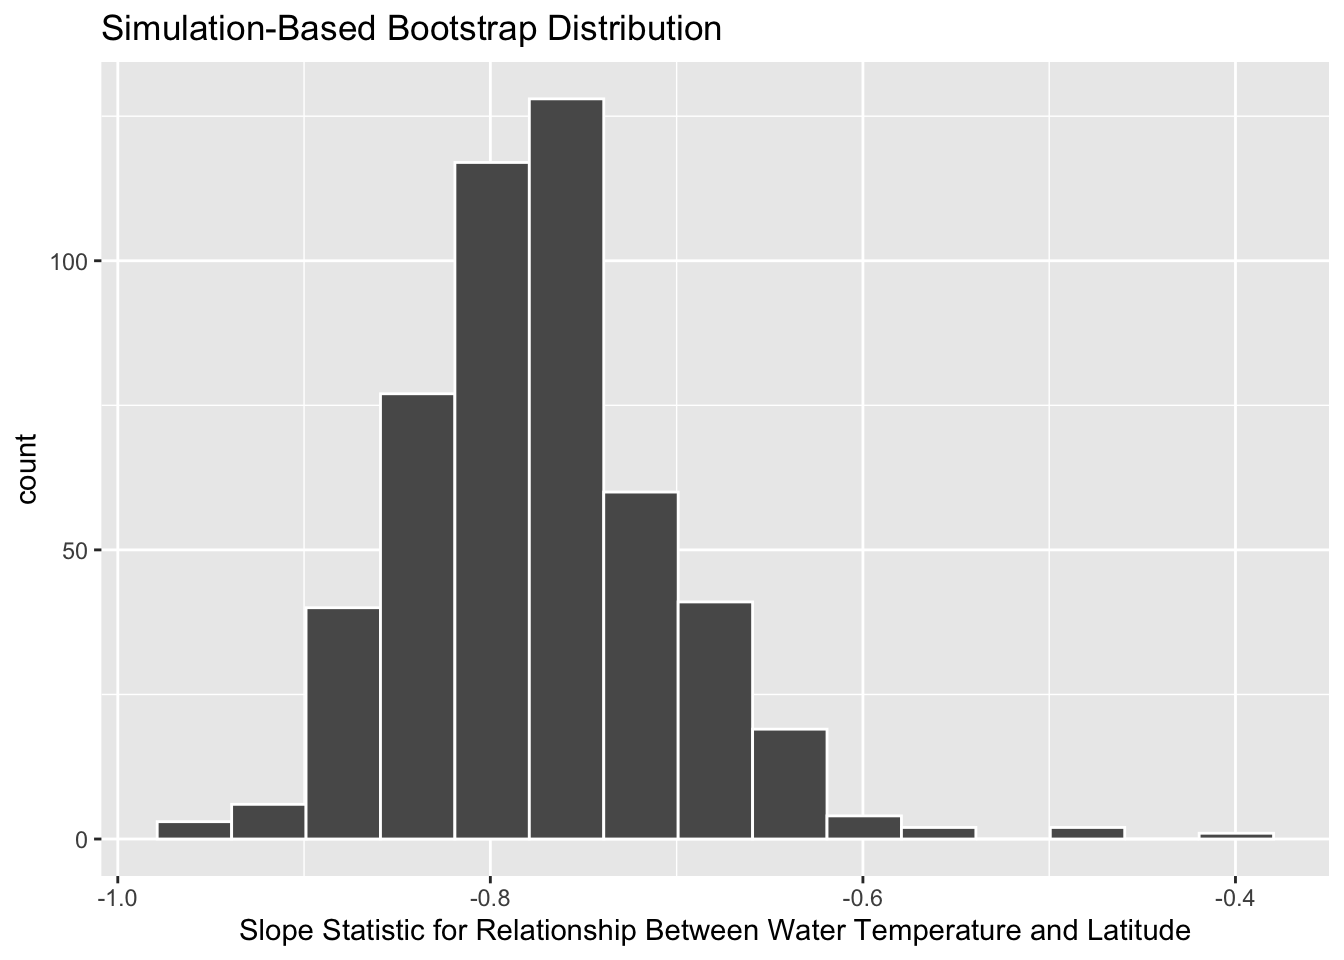 Simulation-Based Bootstrap Distribution
count
100
50
0
-1.0 -0.8 -0.6 -0.4
Slope Statistic for Relationship Between Water Temperature and Latitude